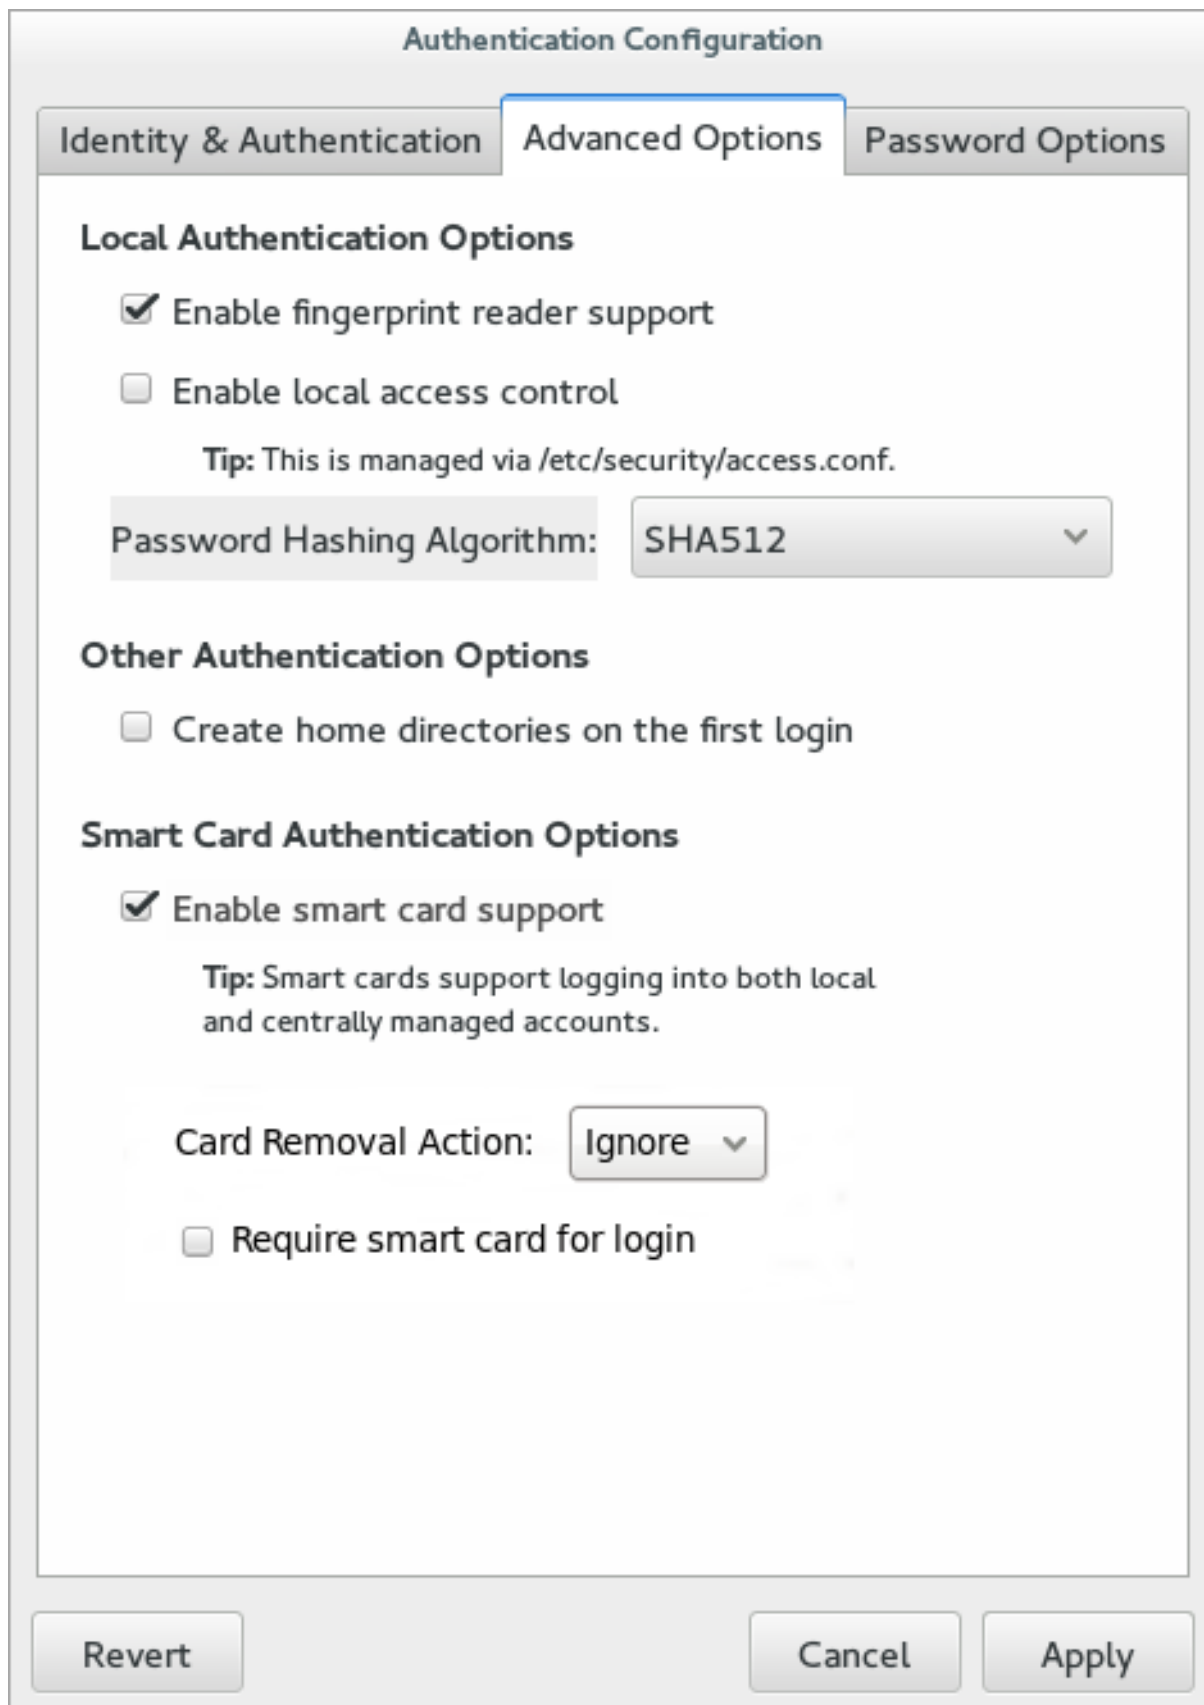 Authentication Configuration
Identity & Authentication
Advanced Options
Password Options
Local Authentication Options
Enable fingerprint reader support
Enable local access control
Tip: This is managed via /etc/security/access.conf.
Password Hashing Algorithm: SHA512
Other Authentication Options
Create home directories on the first login
Smart Card Authentication Options
Enable smart card support
Tip: Smart cards support logging into both local
and centrally managed accounts.
Card Removal Action: Ignore
Require smart card for login
Revert
Cancel
Apply